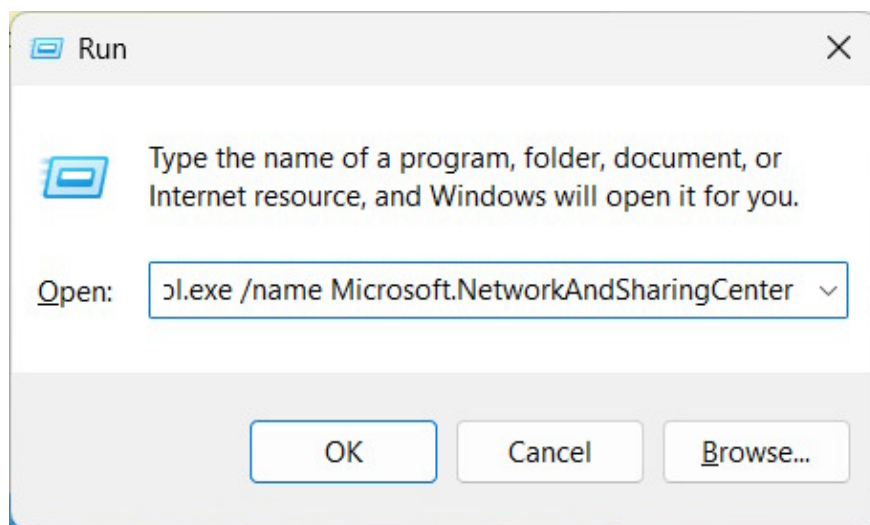 Run
Type the name of a program, folder, document, or
Internet resource, and Windows will open it for you.
Open: ol.exe /name Microsoft.NetworkAndSharingCenter
OK Cancel Browse...